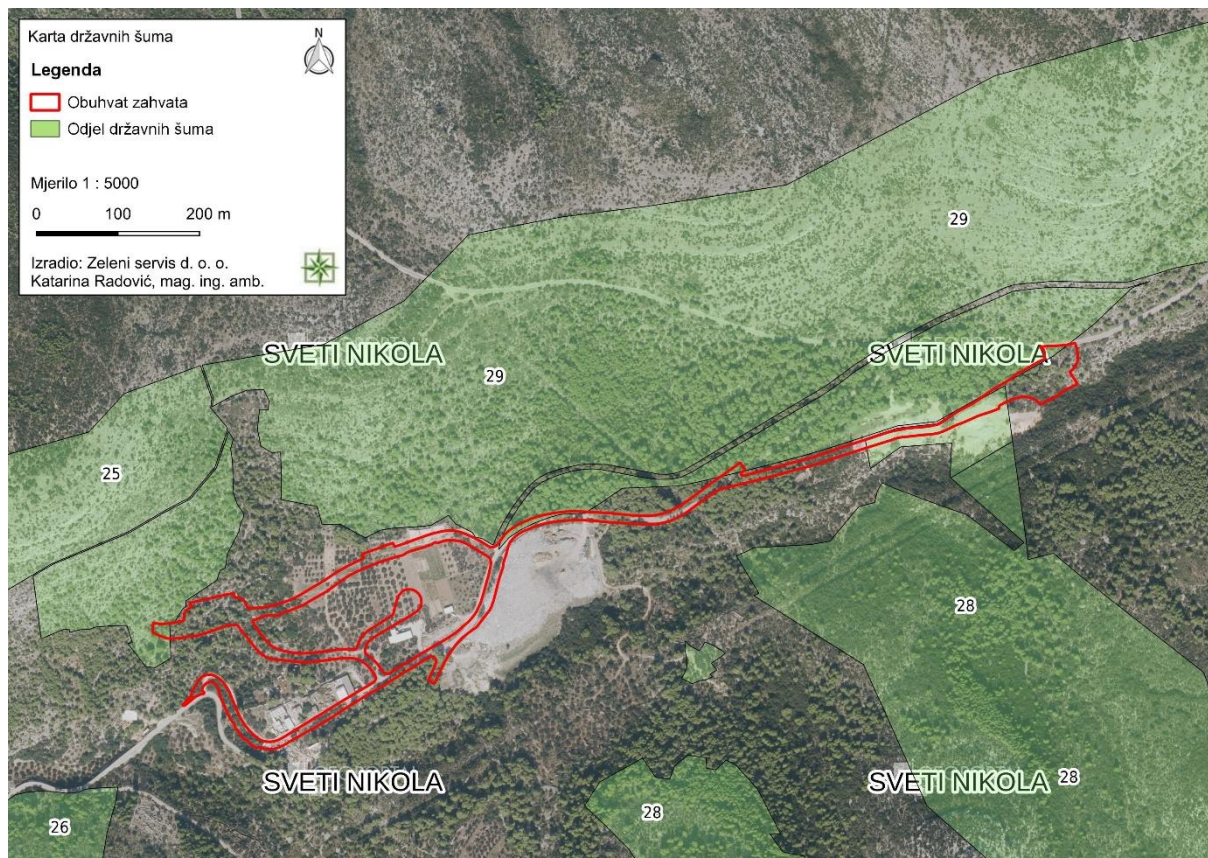 Karta državnih šuma
N
Legenda
Obuhvat zahvata
Odjel državnih šuma
Mjerilo 1 : 5000
0 100 200 m
Izradio: Zeleni servis d. o. o.
Katarina Radović, mag. ing. amb.
29
SVETI NIKOLA
SVETI NIKOLA
29
25
28
SVETI NIKOLA
SVETI NIKOLA
28
28
26